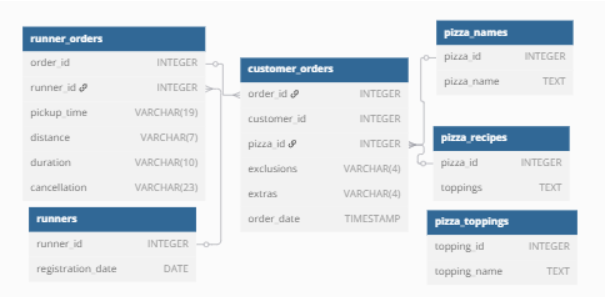 runner_orders
order_id INTEGER
runner_id INTEGER
pickup_time VARCHAR(19)
distance VARCHAR(7)
duration VARCHAR(10)
cancellation VARCHAR(23)
runners
runner_id INTEGER
registration_date DATE
customer_orders
order_id INTEGER
customer_id INTEGER
pizza_id INTEGER
exclusions VARCHAR(4)
extras VARCHAR(4)
order_date TIMESTAMP
pizza_names
pizza_id INTEGER
pizza_name TEXT
pizza_recipes
pizza_id INTEGER
toppings TEXT
pizza_toppings
topping_id INTEGER
topping_name TEXT